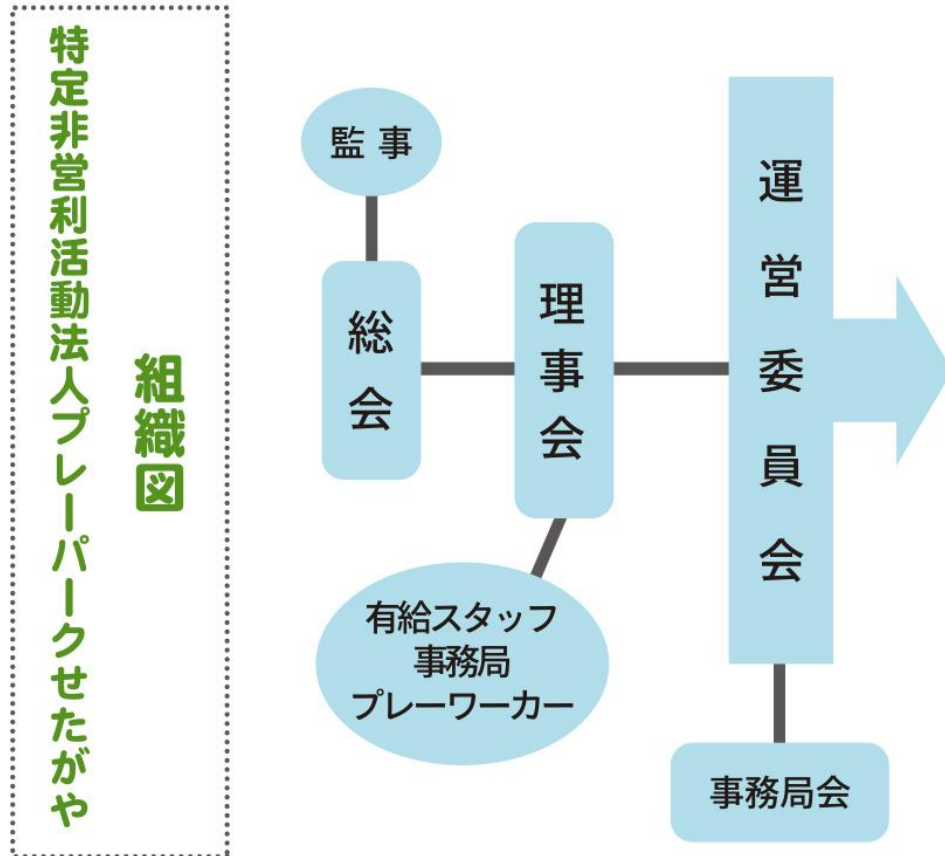 特定非営利活動法人プレーパークせたがや
組織図
監事
総会
理事会
有給スタッフ
事務局
プレーワーカー
運営委員会
事務局会